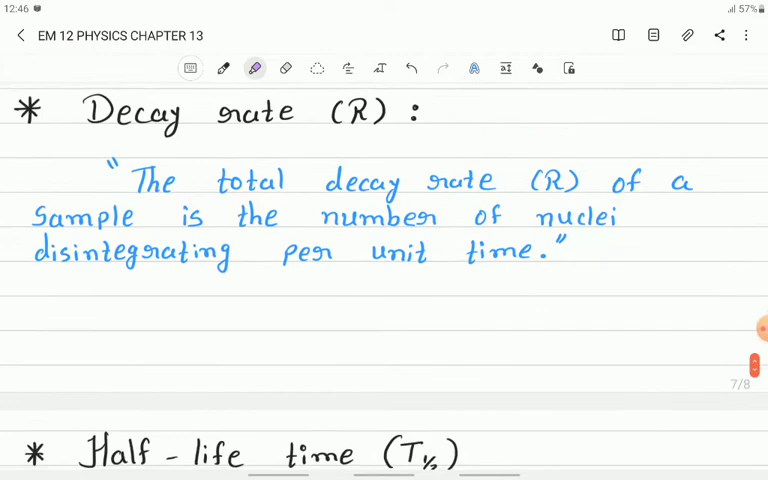 12:46
57%
EM 12 PHYSICS CHAPTER 13
* Decay rate (R) :
"The total decay rate (R) of a
Sample is the number of nuclei
disintegrating per unit time."
7/8
* Half - life time (T½)